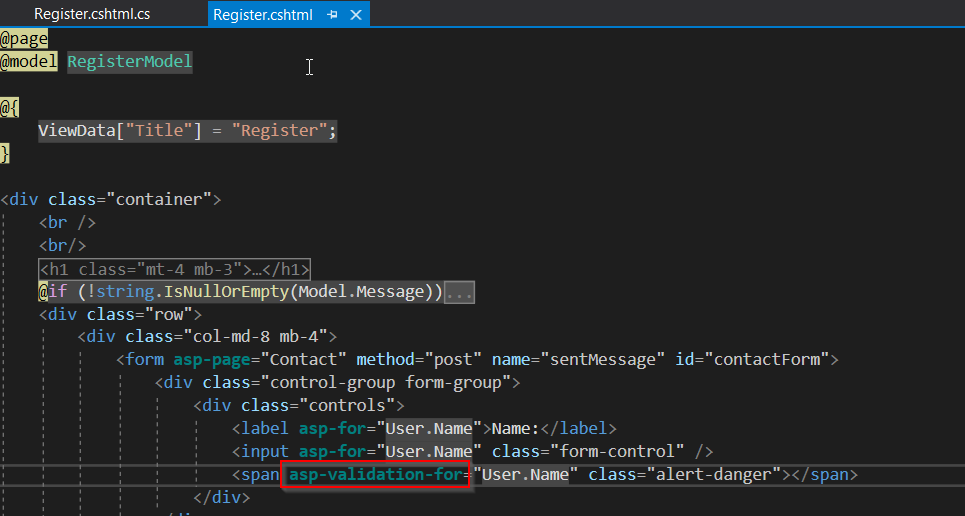 Register.cshtml.cs Register.cshtml
@page
@model RegisterModel
@{
ViewData["Title"] = "Register";
}
<div class="container">
<br />
<br/>
<h1 class="mt-4 mb-3">…</h1>
@if (!string.IsNullOrEmpty(Model.Message))...
<div class="row">
<div class="col-md-8 mb-4">
<form asp-page="Contact" method="post" name="sentMessage" id="contactForm">
<div class="control-group form-group">
<div class="controls">
<label asp-for="User.Name">Name:</label>
<input asp-for="User.Name" class="form-control" />
<span asp-validation-for="User.Name" class="alert-danger"></span>
</div>